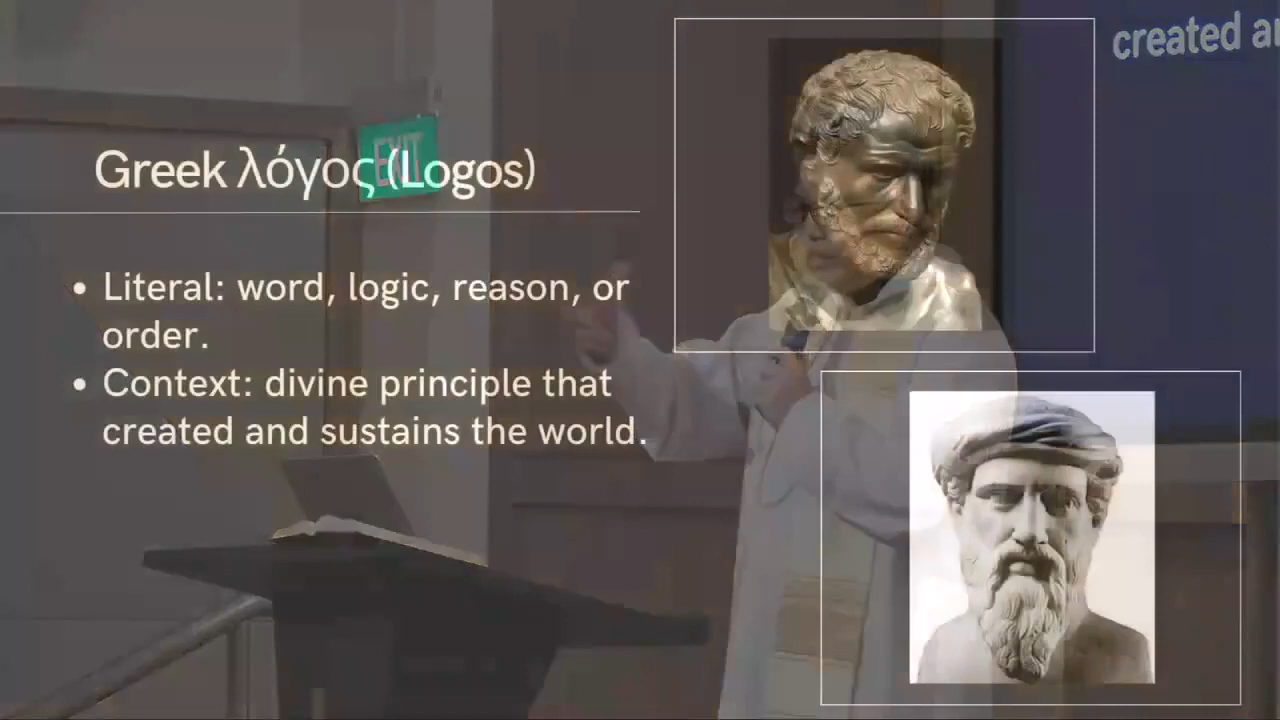 created
EXIT
Greek λόγος (Logos)
• Literal: word, logic, reason, or
order.
• Context: divine principle that
created and sustains the world.